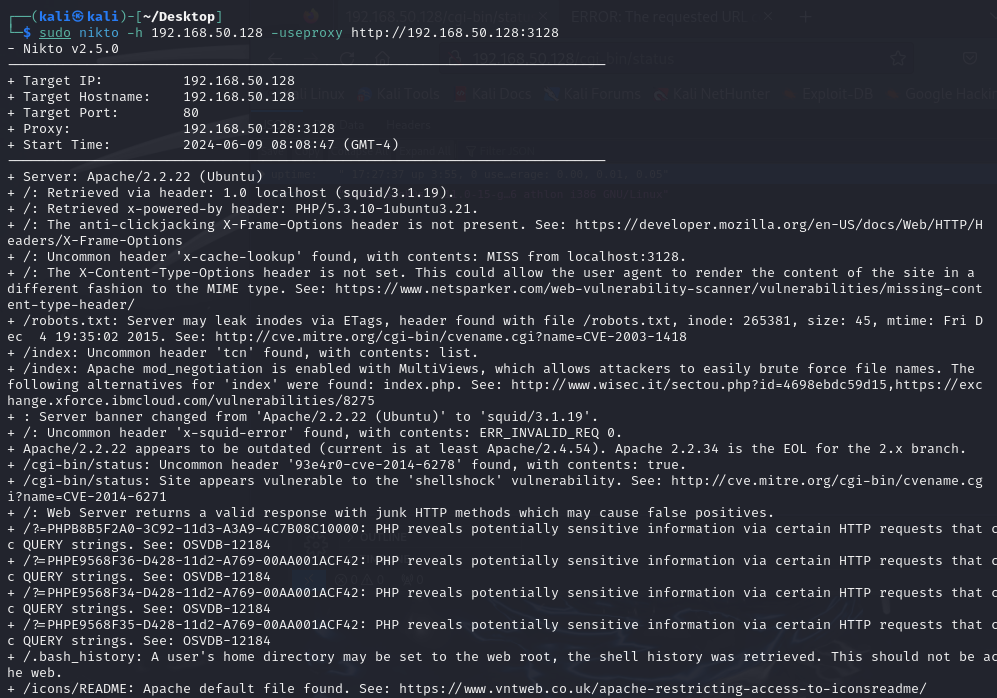 ┌──(kali㉿kali)-[~/Desktop]
└─$ sudo nikto -h 192.168.50.128 -useproxy http://192.168.50.128:3128
- Nikto v2.5.0
+ Target IP: 192.168.50.128
+ Target Hostname: 192.168.50.128
+ Target Port: 80
+ Proxy: 192.168.50.128:3128
+ Start Time: 2024-06-09 08:08:47 (GMT-4)
+ Server: Apache/2.2.22 (Ubuntu)
+ /: Retrieved via header: 1.0 localhost (squid/3.1.19).
+ /: Retrieved x-powered-by header: PHP/5.3.10-1ubuntu3.21.
+ /: The anti-clickjacking X-Frame-Options header is not present. See: https://developer.mozilla.org/en-US/docs/Web/HTTP/H
eaders/X-Frame-Options
+ /: Uncommon header 'x-cache-lookup' found, with contents: MISS from localhost:3128.
+ /: The X-Content-Type-Options header is not set. This could allow the user agent to render the content of the site in a
different fashion to the MIME type. See: https://www.netsparker.com/web-vulnerability-scanner/vulnerabilities/missing-cont
ent-type-header/
+ /robots.txt: Server may leak inodes via ETags, header found with file /robots.txt, inode: 265381, size: 45, mtime: Fri D
ec  4 19:35:02 2015. See: http://cve.mitre.org/cgi-bin/cvename.cgi?name=CVE-2003-1418
+ /index: Uncommon header 'tcn' found, with contents: list.
+ /index: Apache mod_negotiation is enabled with MultiViews, which allows attackers to easily brute force file names. The
following alternatives for 'index' were found: index.php. See: http://www.wisec.it/sectou.php?id=4698ebdc59d15,https://exc
hange.xforce.ibmcloud.com/vulnerabilities/8275
+ : Server banner changed from 'Apache/2.2.22 (Ubuntu)' to 'squid/3.1.19'.
+ /: Uncommon header 'x-squid-error' found, with contents: ERR_INVALID_REQ 0.
+ Apache/2.2.22 appears to be outdated (current is at least Apache/2.4.54). Apache 2.2.34 is the EOL for the 2.x branch.
+ /cgi-bin/status: Uncommon header '93e4r0-cve-2014-6278' found, with contents: true.
+ /cgi-bin/status: Site appears vulnerable to the 'shellshock' vulnerability. See: http://cve.mitre.org/cgi-bin/cvename.cg
i?name=CVE-2014-6271
+ /: Web Server returns a valid response with junk HTTP methods which may cause false positives.
+ /?=PHPB8B5F2A0-3C92-11d3-A3A9-4C7B08C10000: PHP reveals potentially sensitive information via certain HTTP requests that c
c QUERY strings. See: OSVDB-12184
+ /?=PHPE9568F36-D428-11d2-A769-00AA001ACF42: PHP reveals potentially sensitive information via certain HTTP requests that c
c QUERY strings. See: OSVDB-12184
+ /?=PHPE9568F34-D428-11d2-A769-00AA001ACF42: PHP reveals potentially sensitive information via certain HTTP requests that c
c QUERY strings. See: OSVDB-12184
+ /?=PHPE9568F35-D428-11d2-A769-00AA001ACF42: PHP reveals potentially sensitive information via certain HTTP requests that c
c QUERY strings. See: OSVDB-12184
+ /.bash_history: A user's home directory may be set to the web root, the shell history was retrieved. This should not be ac
he web.
+ /icons/README: Apache default file found. See: https://www.vntweb.co.uk/apache-restricting-access-to-iconsreadme/